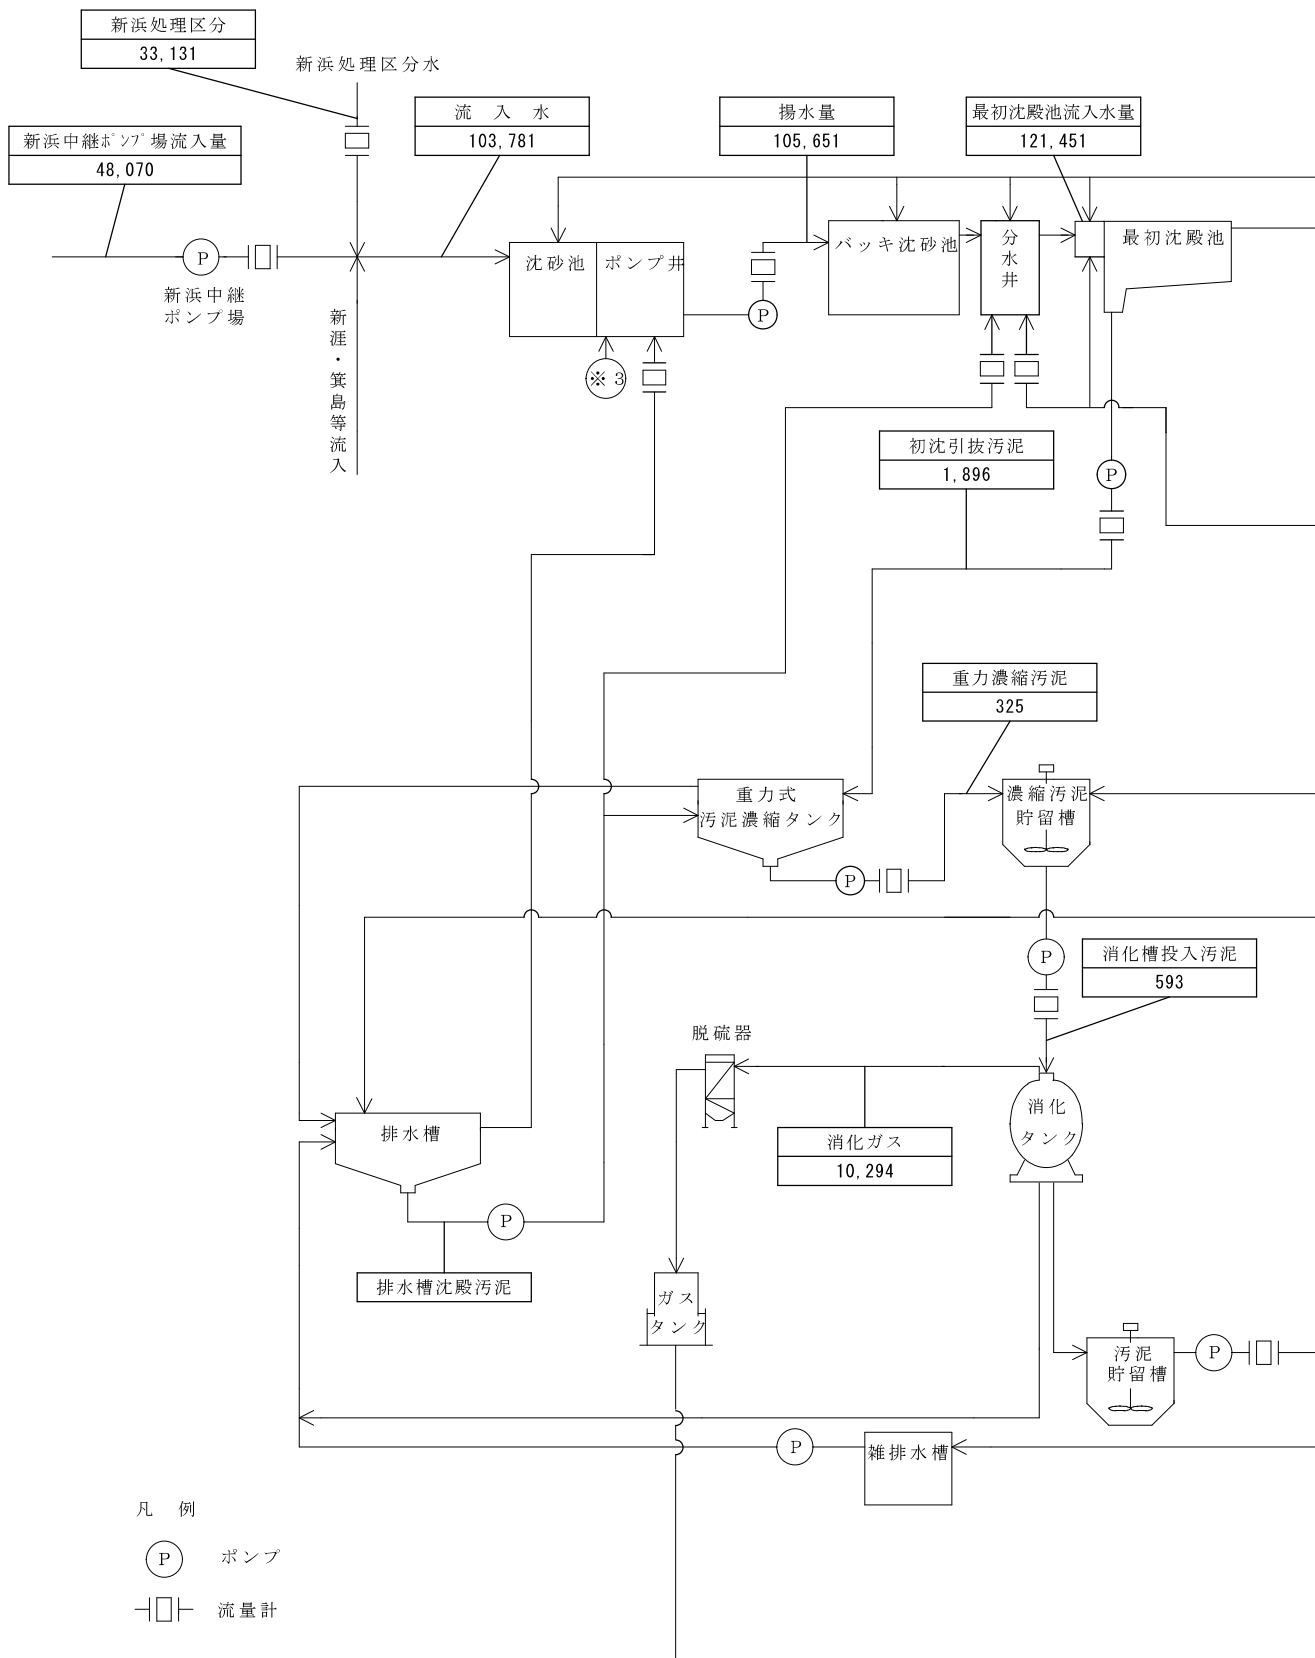 新浜処理区分
33,131
新浜処理区分水
流 入 水
103,781
揚水量
105,651
最初沈殿池流入水量
121,451
新浜中継ポンプ場流入量
48,070
P
新浜中継
ポンプ場
新涯・箕島等流入
沈砂池
ポンプ井
※3
P
バッキ沈砂池
分水井
最初沈殿池
初沈引抜汚泥
1,896
P
重力濃縮汚泥
325
重力式
汚泥濃縮タンク
P
濃縮汚泥
貯留槽
P
消化槽投入汚泥
593
脱硫器
消化
タンク
消化ガス
10,294
排水槽
P
排水槽沈殿汚泥
ガス
タンク
汚泥
貯留槽
P
P
雑排水槽
凡 例
P
ポンプ
流量計